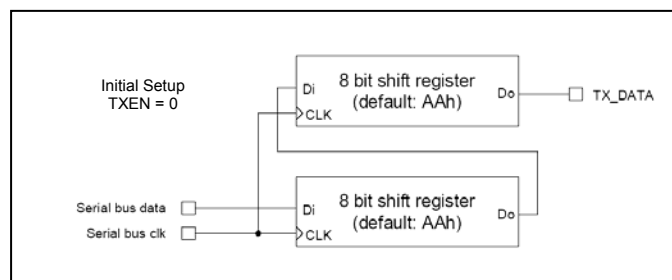 Initial Setup
TXEN = 0
8 bit shift register
(default: AAh)
Di
CLK
Do
TX_DATA
8 bit shift register
(default: AAh)
Serial bus data
Di
Do
Serial bus clk
CLK